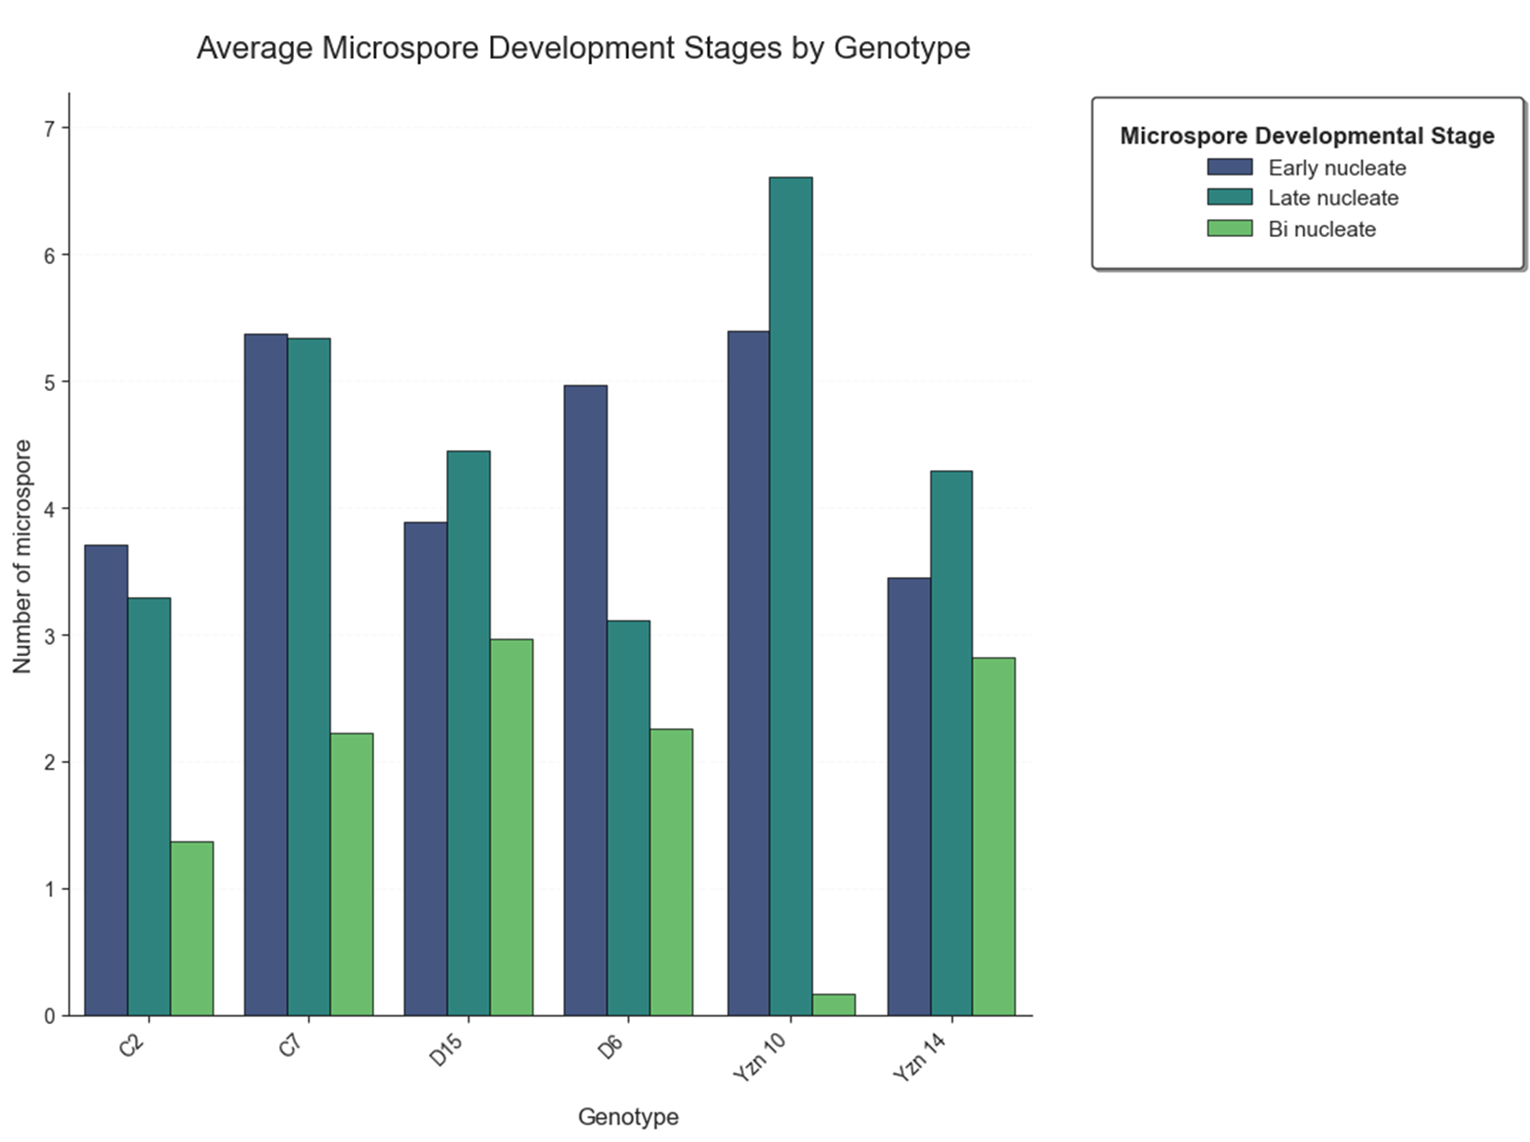 Average Microspore Development Stages by Genotype
Microspore Developmental Stage
Early nucleate
Late nucleate
Bi nucleate
Number of microspore
7
6
5
4
3
2
1
0
C2
C7
D15
D6
Yzn 10
Yzn 14
Genotype